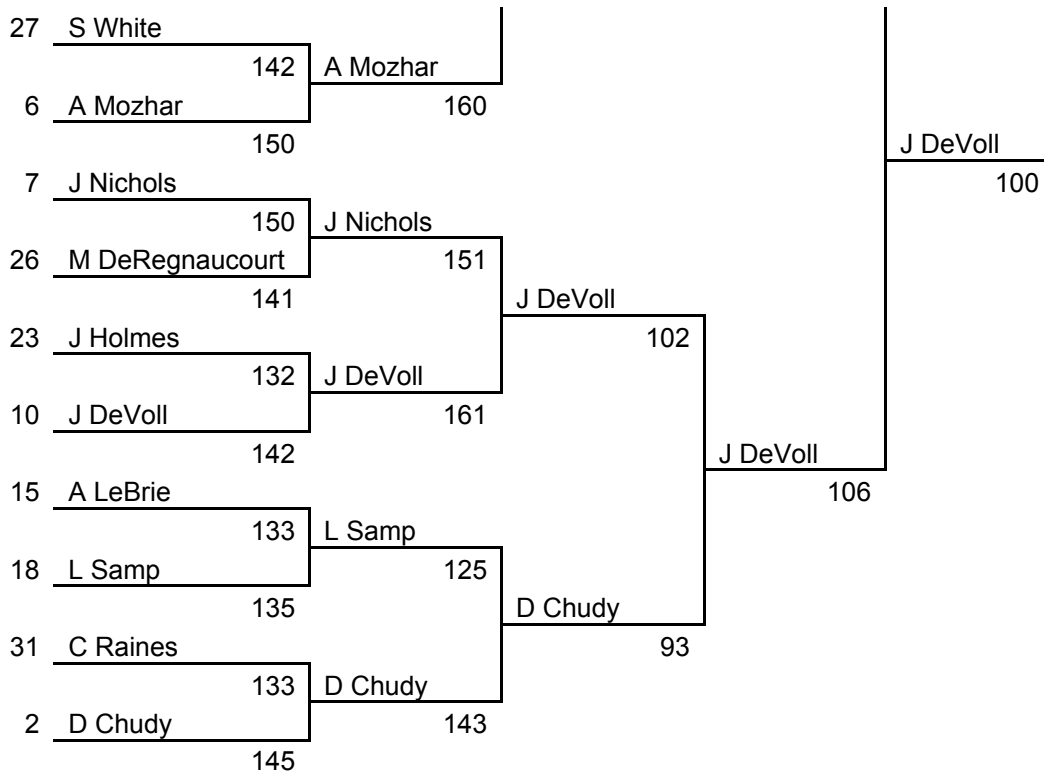 27 S White
142 A Mozhar
6 A Mozhar 160
150 J DeVoll
7 J Nichols 100
150 J Nichols
26 M DeRegnaucourt 151
141 J DeVoll
23 J Holmes 102
132 J DeVoll
10 J DeVoll 161
142 J DeVoll
15 A LeBrie 106
133 L Samp
18 L Samp 125
135 D Chudy
31 C Raines 93
133 D Chudy
2 D Chudy 143
145